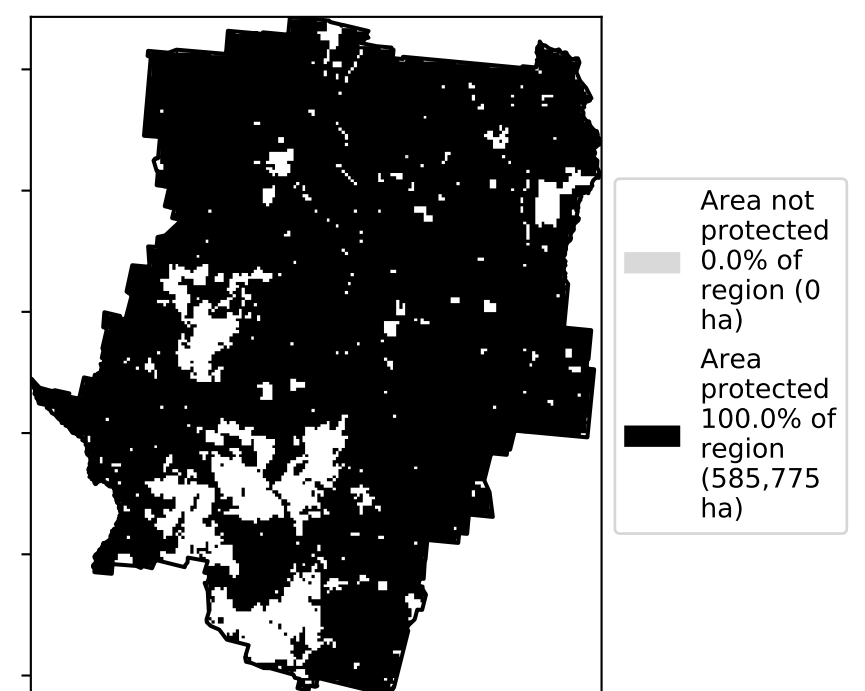 Area not
protected
0.0% of
region (0
ha)
Area
protected
100.0% of
region
(585,775
ha)